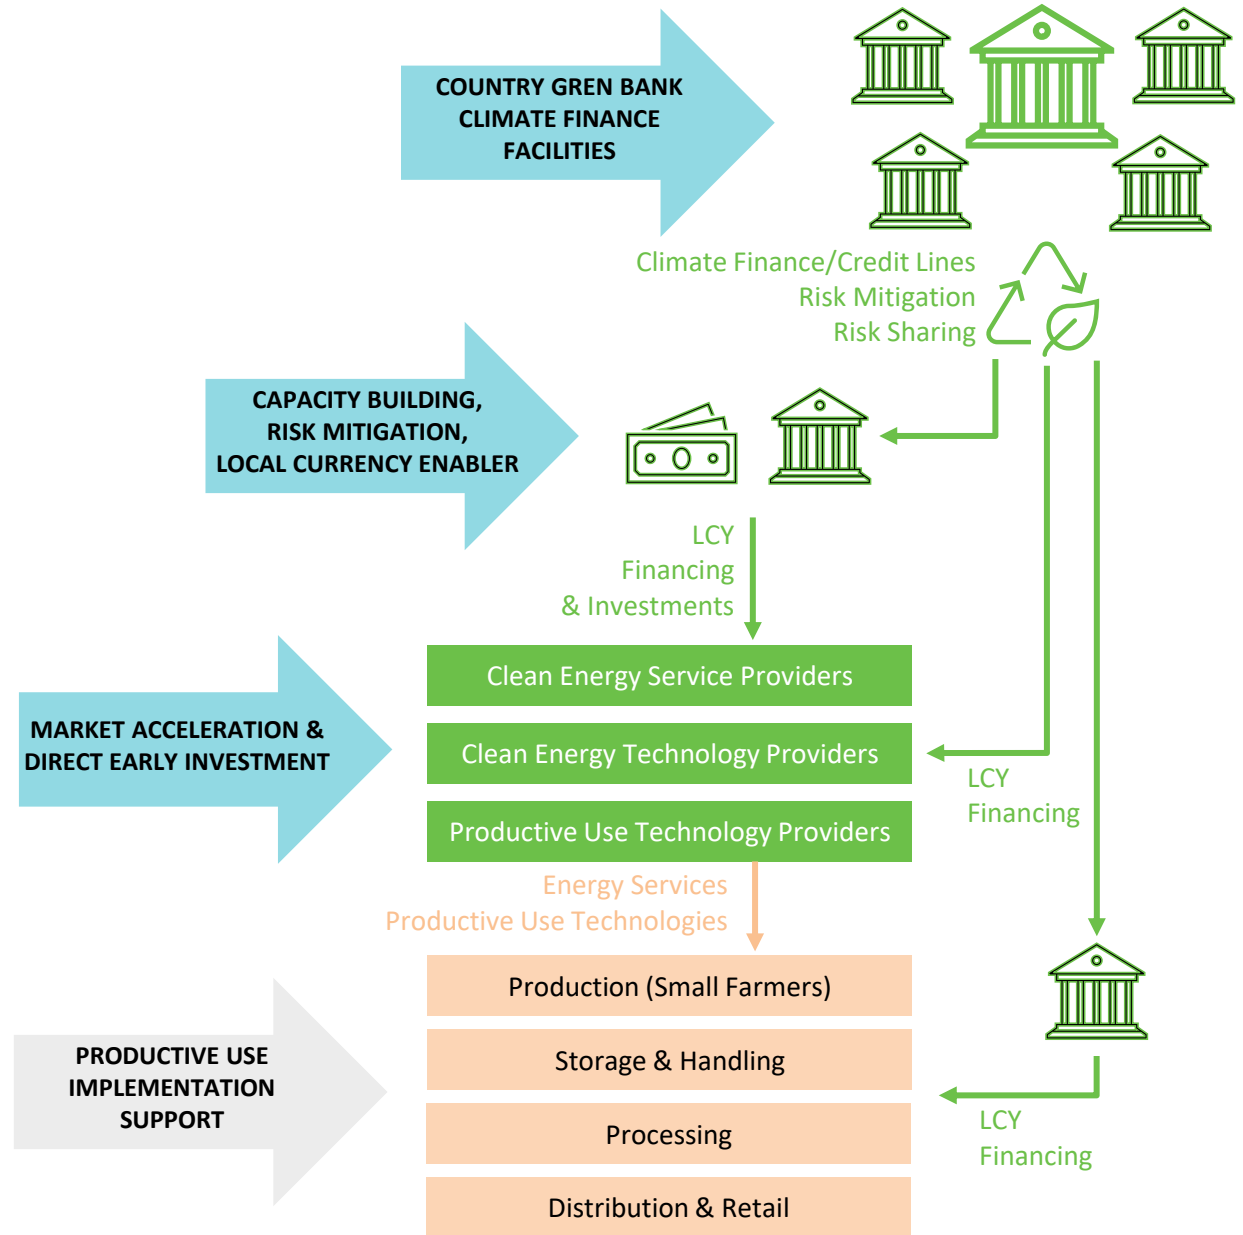 COUNTRY GREN BANK
CLIMATE FINANCE
FACILITIES
Climate Finance/Credit Lines
Risk Mitigation
Risk Sharing
CAPACITY BUILDING,
RISK MITIGATION,
LOCAL CURRENCY ENABLER
LCY
Financing
& Investments
Clean Energy Service Providers
MARKET ACCELERATION &
DIRECT EARLY INVESTMENT
Clean Energy Technology Providers
LCY
Financing
Productive Use Technology Providers
Energy Services
Productive Use Technologies
Production (Small Farmers)
PRODUCTIVE USE
IMPLEMENTATION
SUPPORT
Storage & Handling
Processing
LCY
Financing
Distribution & Retail